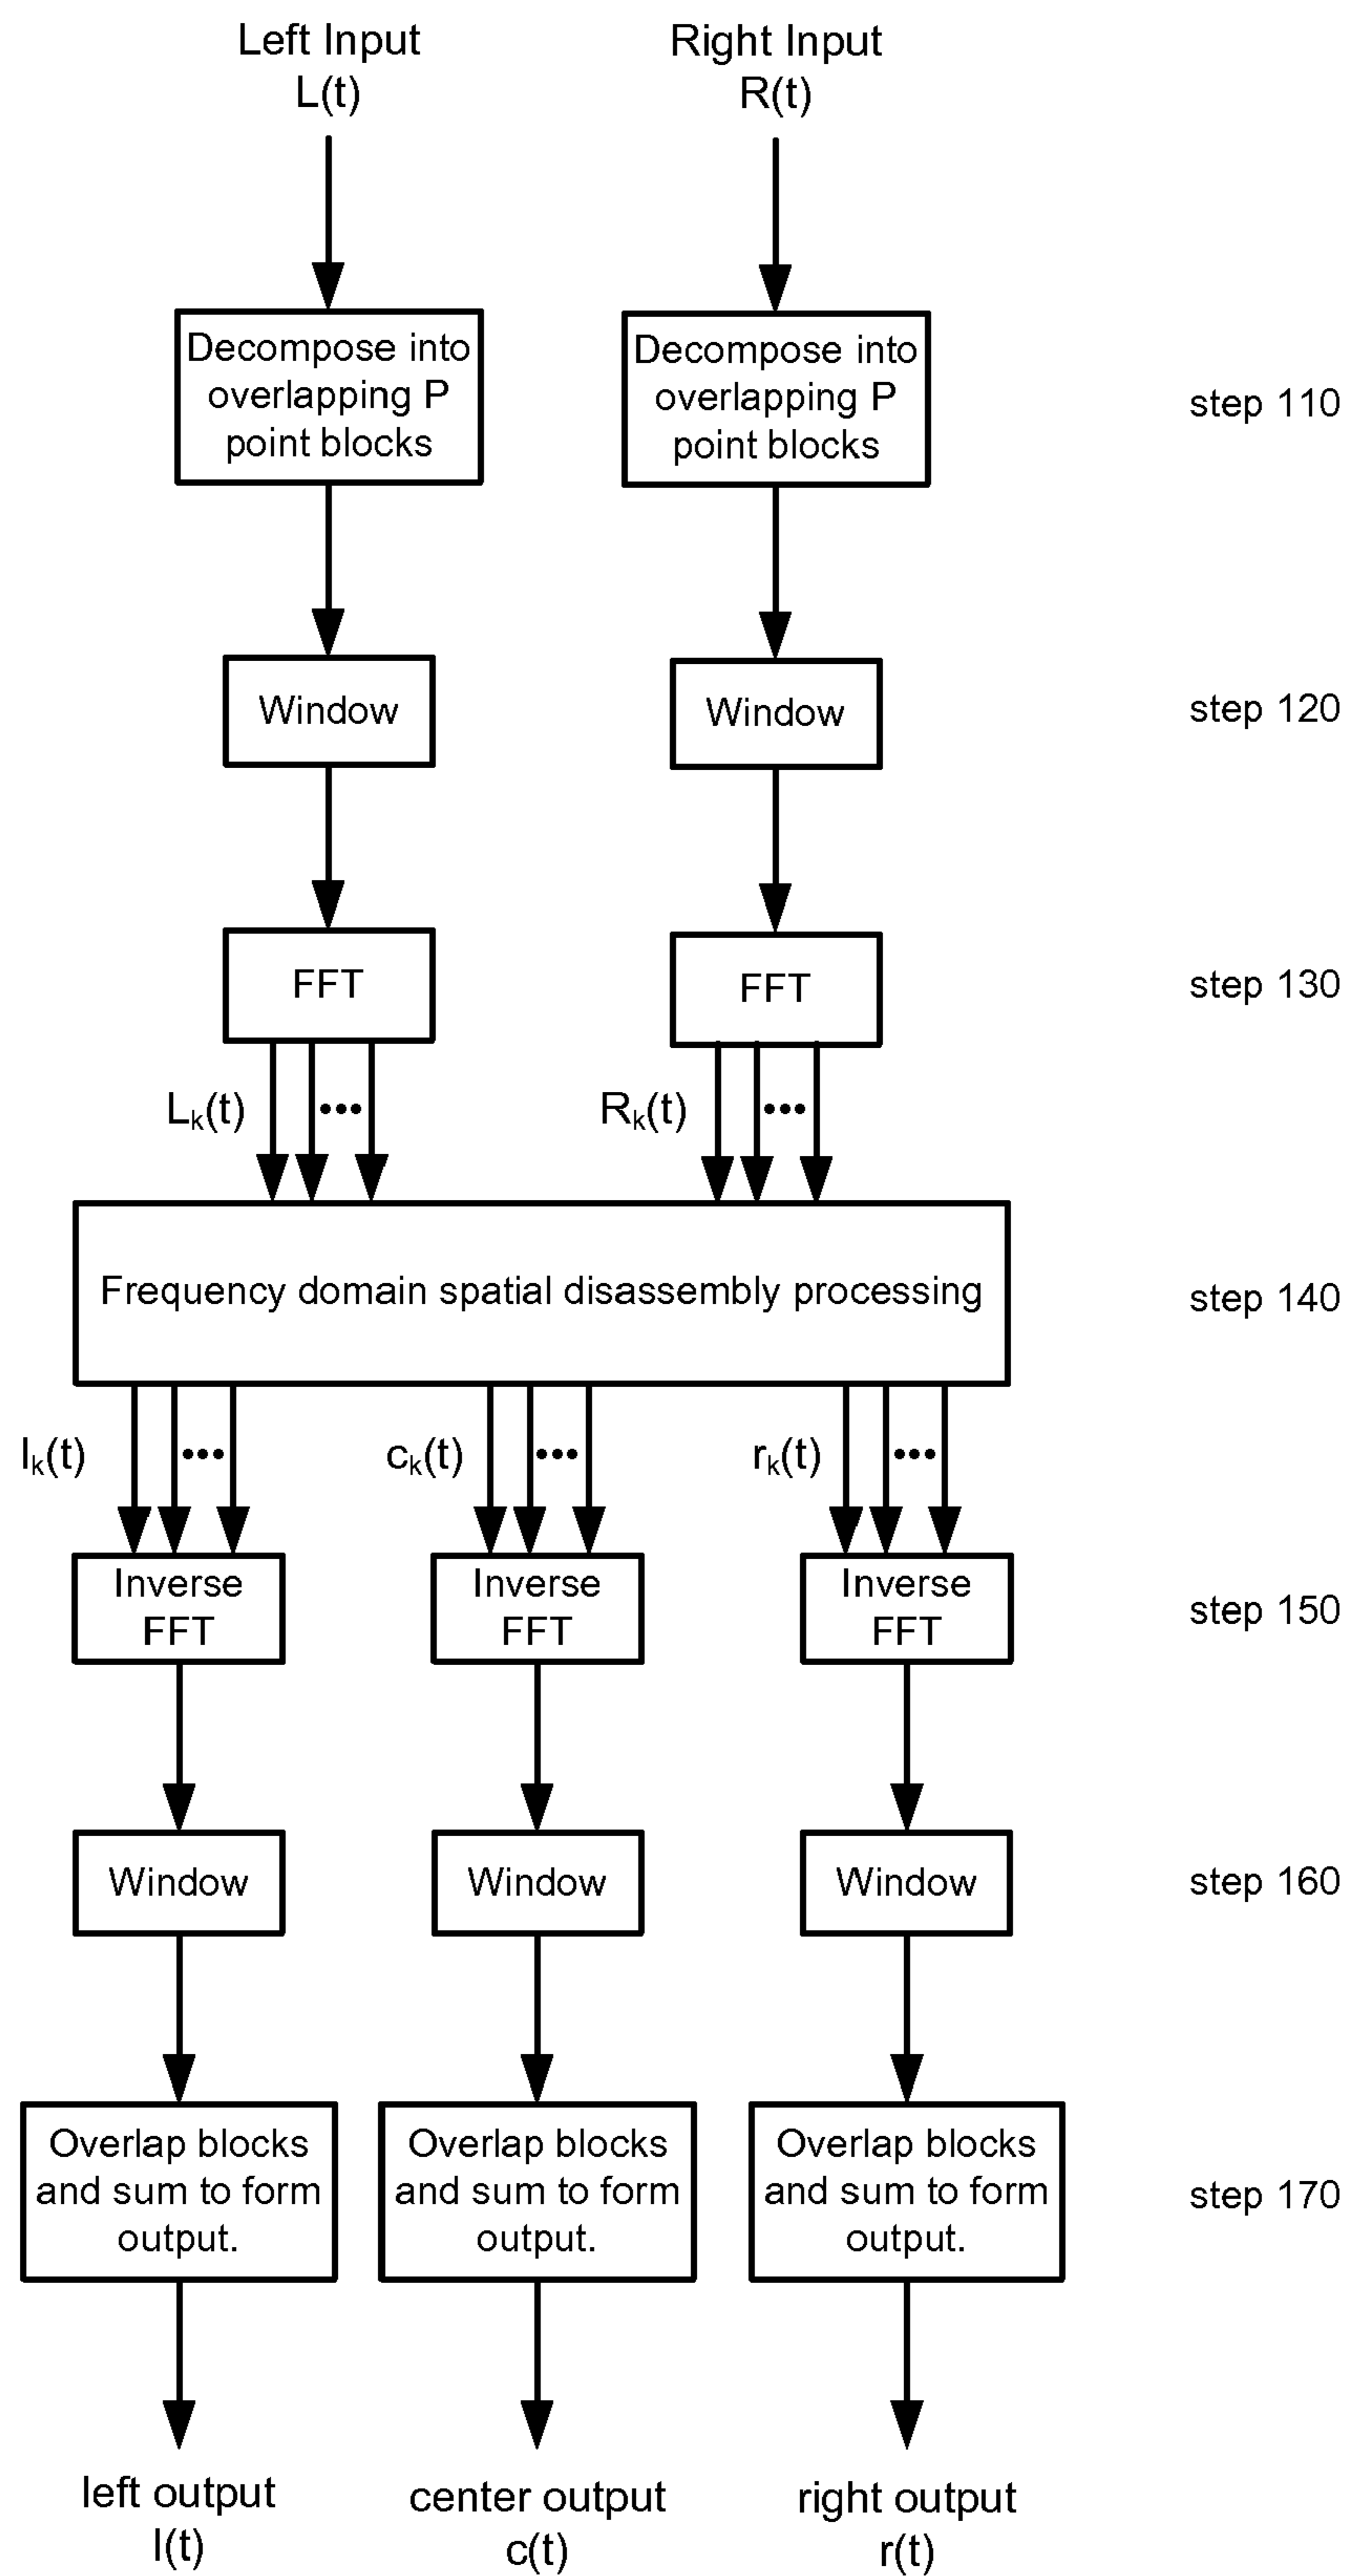 Left Input
L(t)
Right Input
R(t)
Decompose into
overlapping P
point blocks
Decompose into
overlapping P
point blocks
step 110
Window
Window
step 120
FFT
FFT
step 130
Lk(t)
•••
Rk(t)
•••
Frequency domain spatial disassembly processing
step 140
lk(t)
•••
ck(t)
•••
rk(t)
•••
Inverse
FFT
Inverse
FFT
Inverse
FFT
step 150
Window
Window
Window
step 160
Overlap blocks
and sum to form
output.
Overlap blocks
and sum to form
output.
Overlap blocks
and sum to form
output.
step 170
left output
l(t)
center output
c(t)
right output
r(t)